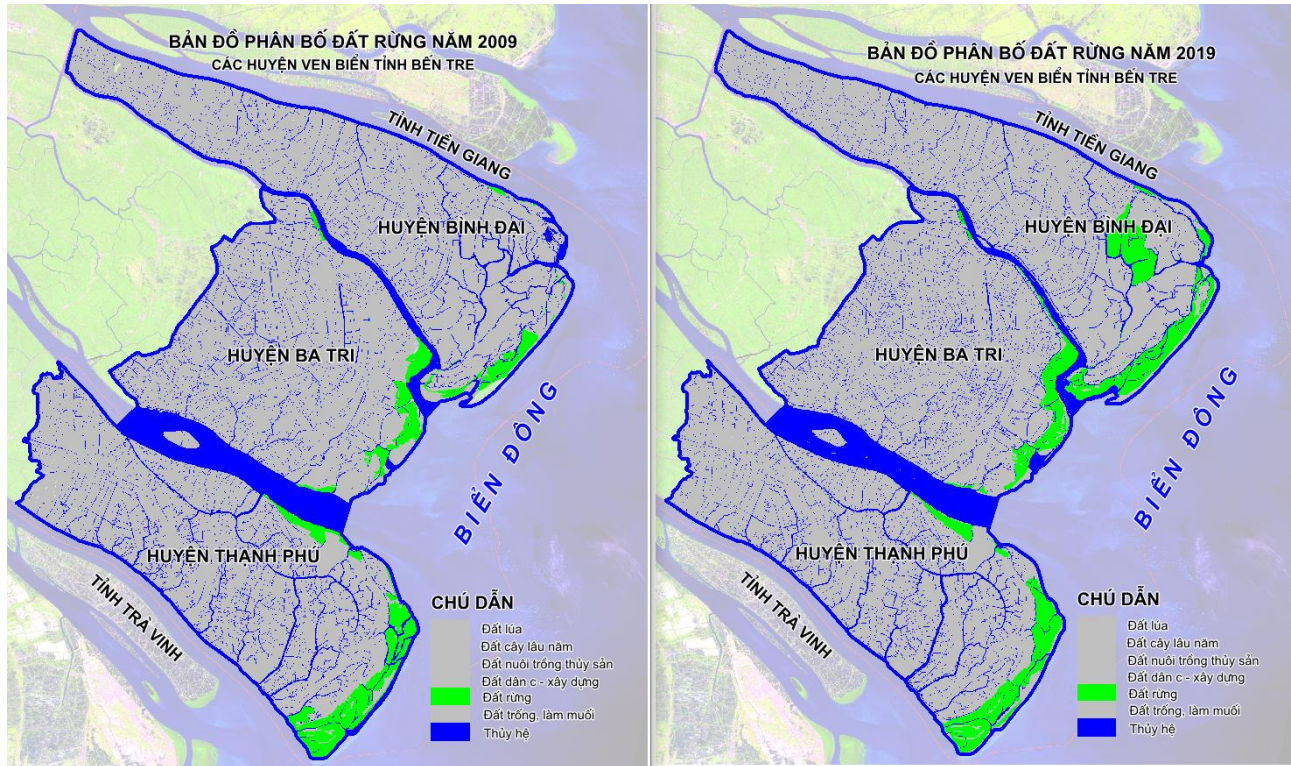 BẢN ĐỒ PHÂN BỐ ĐẤT RỪNG NĂM 2009
CÁC HUYỆN VEN BIỂN TỈNH BẾN TRE
TỈNH TIỀN GIANG
HUYỆN BÌNH ĐẠI
HUYỆN BA TRI
BIỂN ĐÔNG
HUYỆN THẠNH PHÚ
TỈNH TRÀ VINH
CHÚ DẪN
Đất lúa
Đất cây lâu năm
Đất nuôi trồng thủy sản
Đất dân c - xây dựng
Đất rừng
Đất trống, làm muối
Thủy hệ
BẢN ĐỒ PHÂN BỐ ĐẤT RỪNG NĂM 2019
CÁC HUYỆN VEN BIỂN TỈNH BẾN TRE
TỈNH TIỀN GIANG
HUYỆN BÌNH ĐẠI
HUYỆN BA TRI
BIỂN ĐÔNG
HUYỆN THẠNH PHÚ
TỈNH TRÀ VINH
CHÚ DẪN
Đất lúa
Đất cây lâu năm
Đất nuôi trồng thủy sản
Đất dân c - xây dựng
Đất rừng
Đất trống, làm muối
Thủy hệ